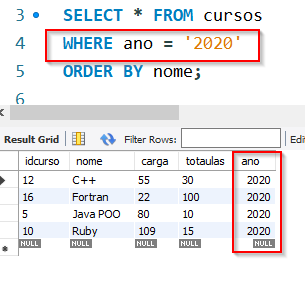 3 SELECT * FROM cursos
4 WHERE ano = '2020'
5 ORDER BY nome;
Result Grid Filter Rows: Edi
idcurso nome carga totaulas ano
12 C++ 55 30 2020
16 Fortran 22 100 2020
5 Java POO 80 10 2020
10 Ruby 109 15 2020
NULL NULL NULL NULL NULL